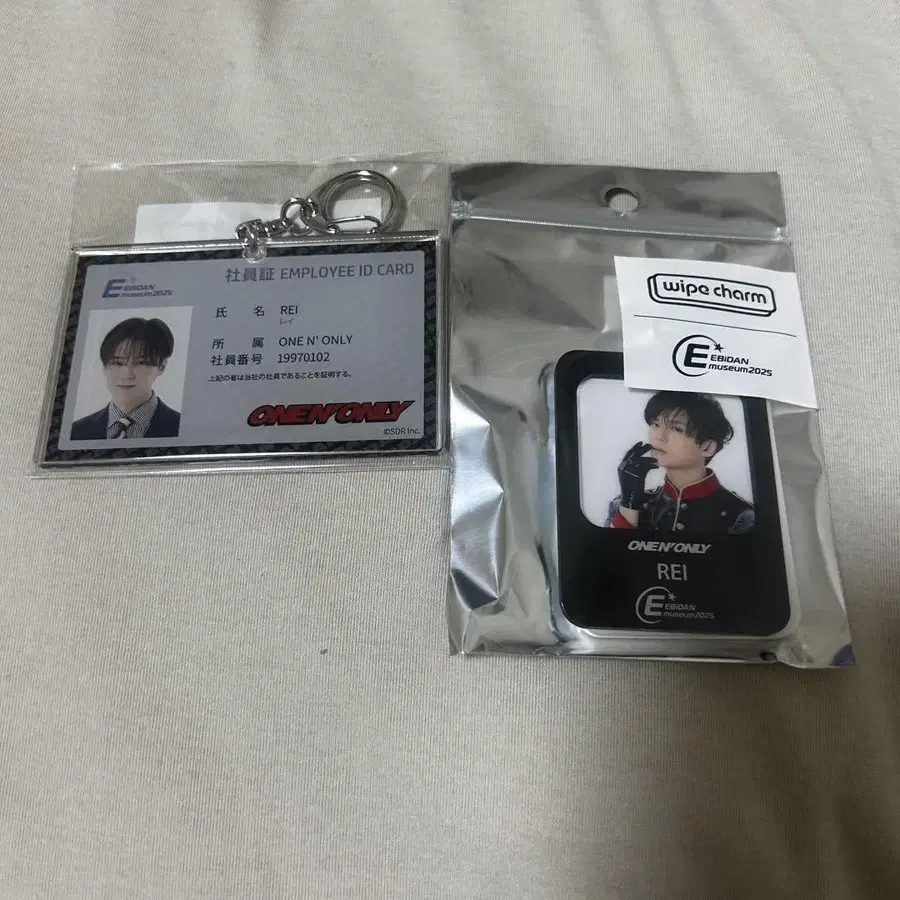 社員証 EMPLOYEE ID CARD
EBiDAN
museum2025
氏 名 REI
レイ
所 属 ONE N' ONLY
社員番号 19970102
上記の者は当社の社員であることを証明する。
ONE N' ONLY
©SDR Inc.
wipe charm
E EBiDAN
museum2025
ONE N' ONLY
REI
E EBiDAN
museum2025